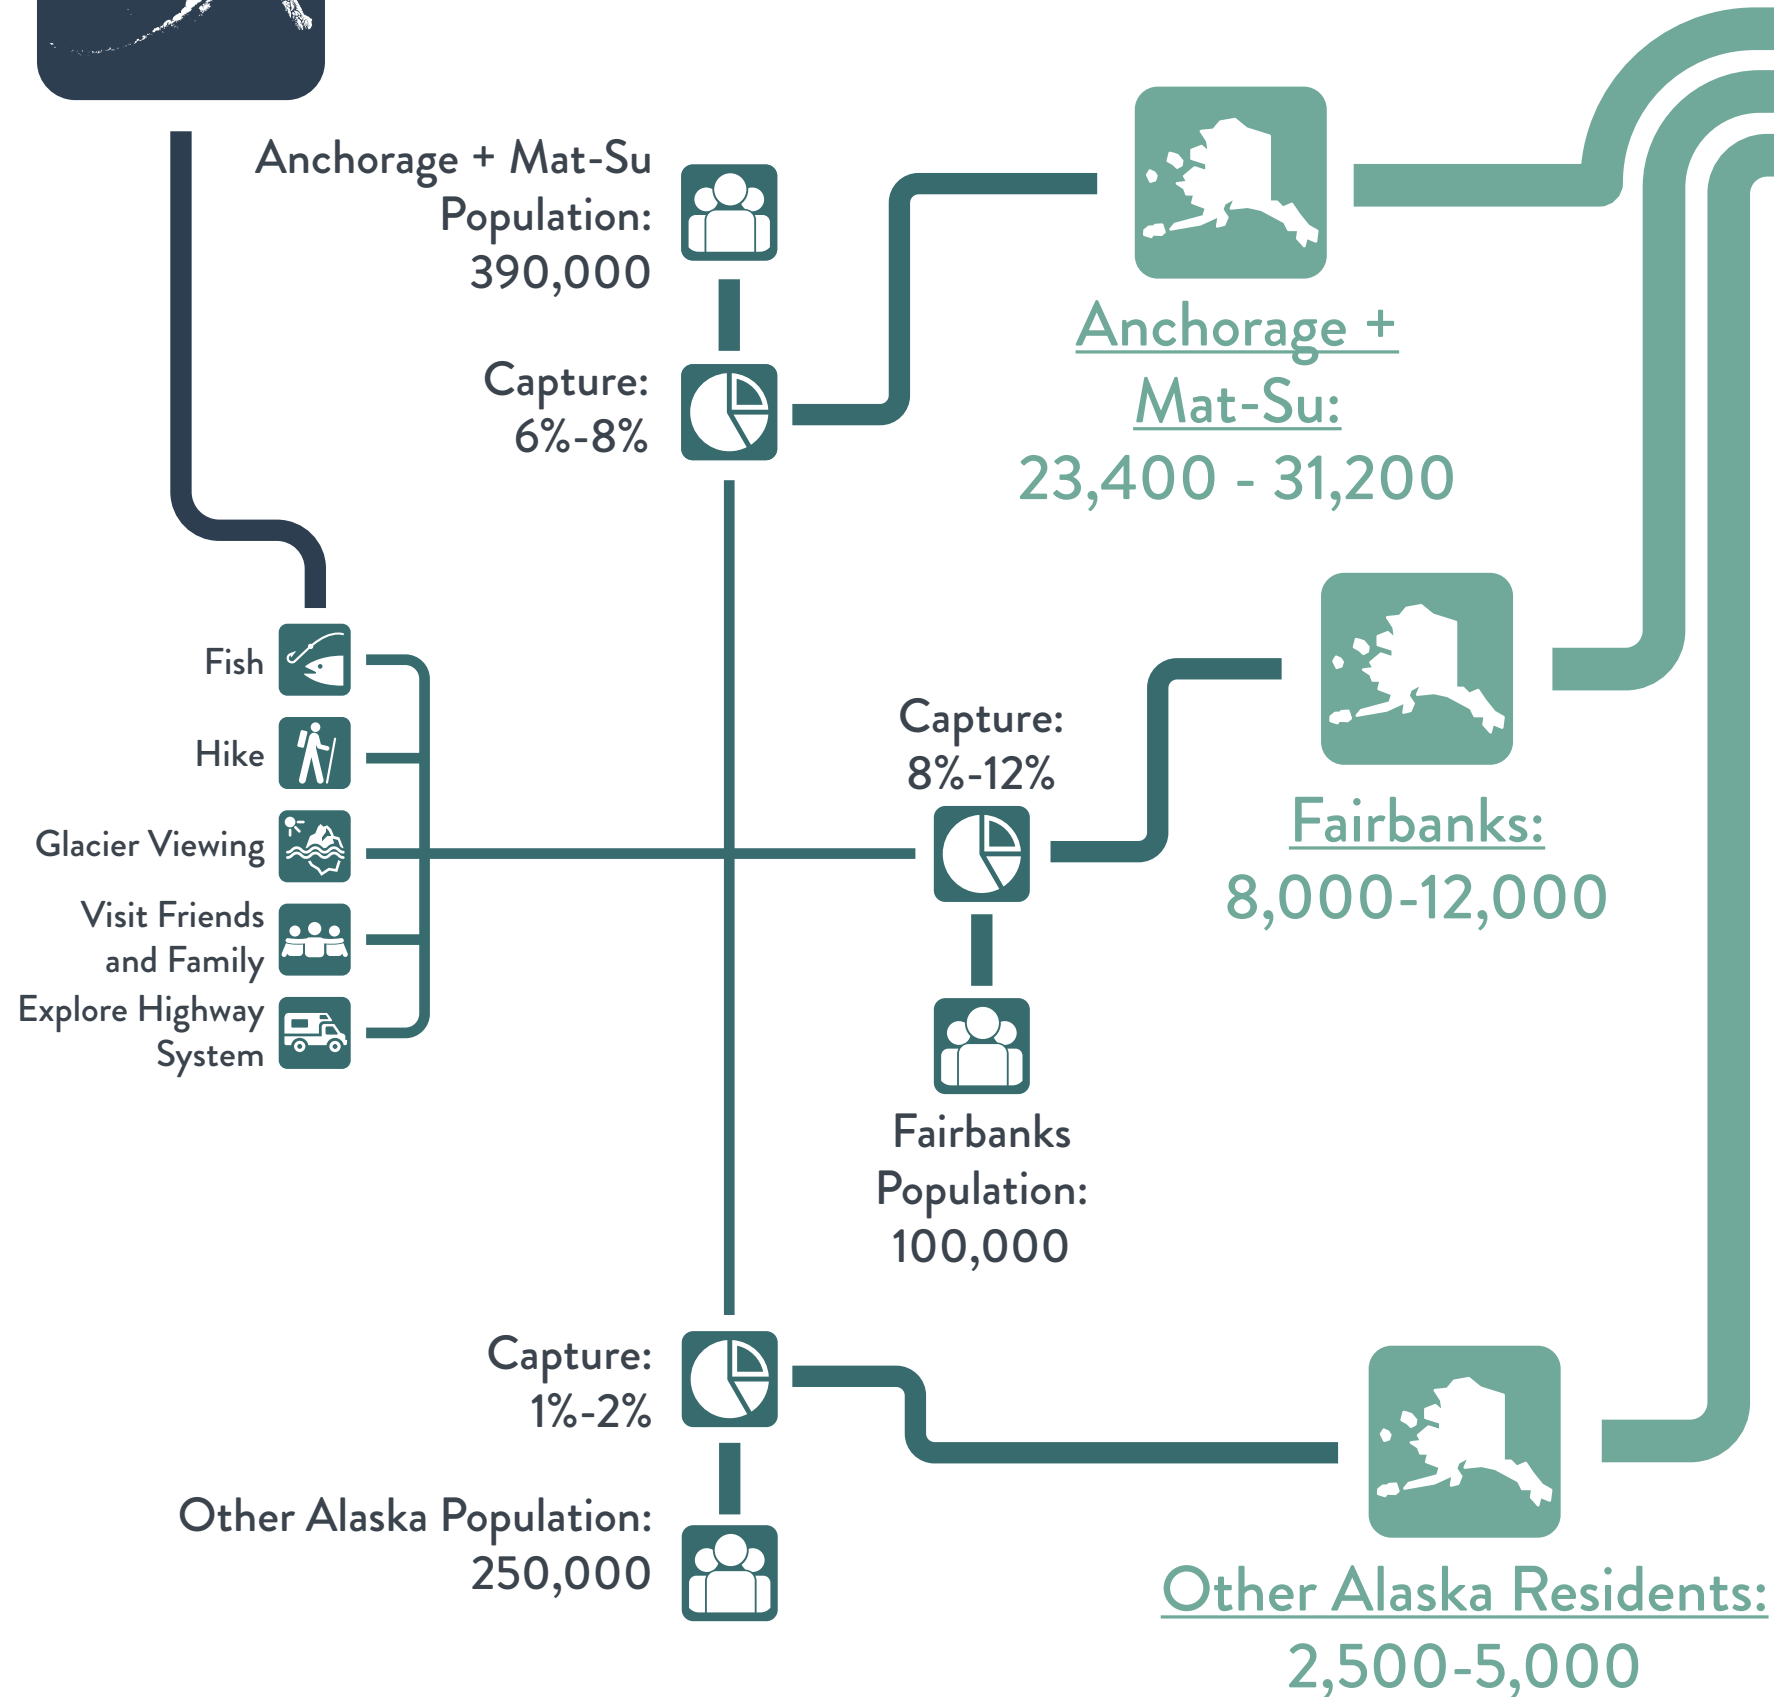 Anchorage + Mat-Su
Population:
390,000
Capture:
6%-8%
Anchorage +
Mat-Su:
23,400 - 31,200
Fish
Hike
Glacier Viewing
Visit Friends
and Family
Explore Highway
System
Capture:
8%-12%
Fairbanks
Population:
100,000
Fairbanks:
8,000-12,000
Capture:
1%-2%
Other Alaska Population:
250,000
Other Alaska Residents:
2,500-5,000